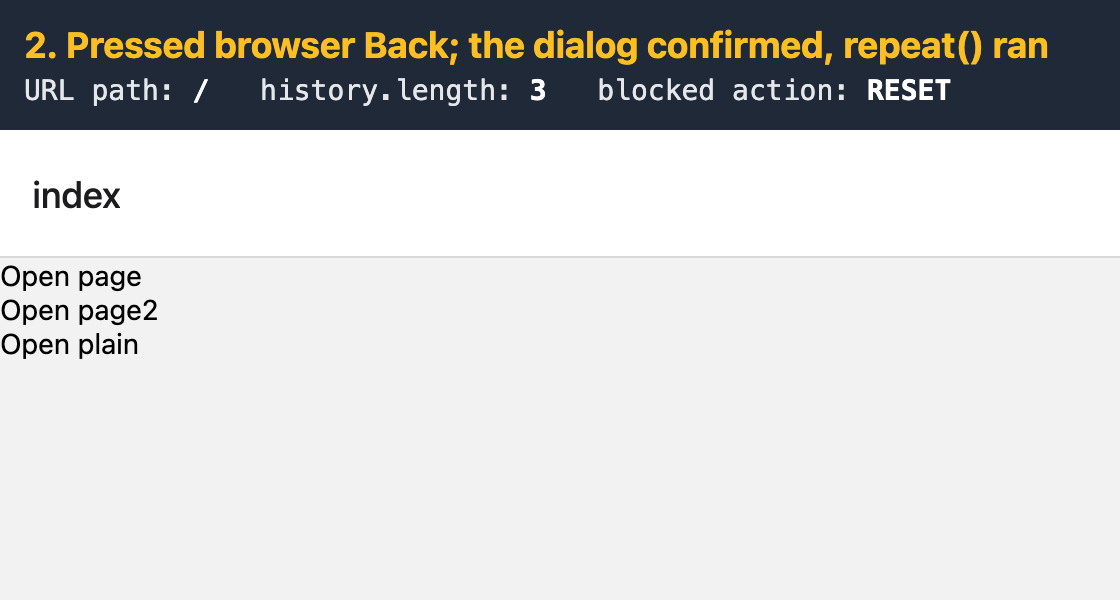 2. Pressed browser Back; the dialog confirmed, repeat() ran
URL path: / history.length: 3 blocked action: RESET
index
Open page
Open page2
Open plain